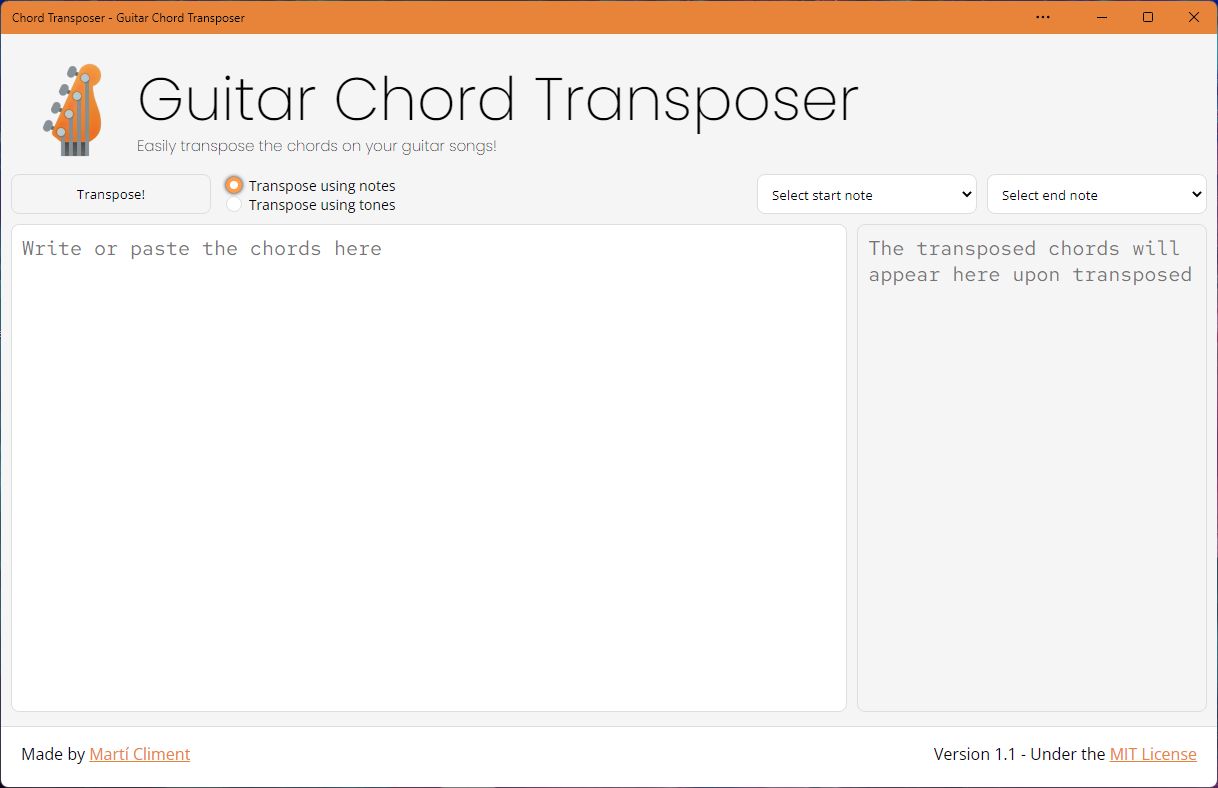 Chord Transposer - Guitar Chord Transposer
Guitar Chord Transposer
Easily transpose the chords on your guitar songs!
Transpose!
Transpose using notes
Transpose using tones
Select start note
Select end note
Write or paste the chords here
The transposed chords will
appear here upon transposed
Made by Martí Climent
Version 1.1 - Under the MIT License